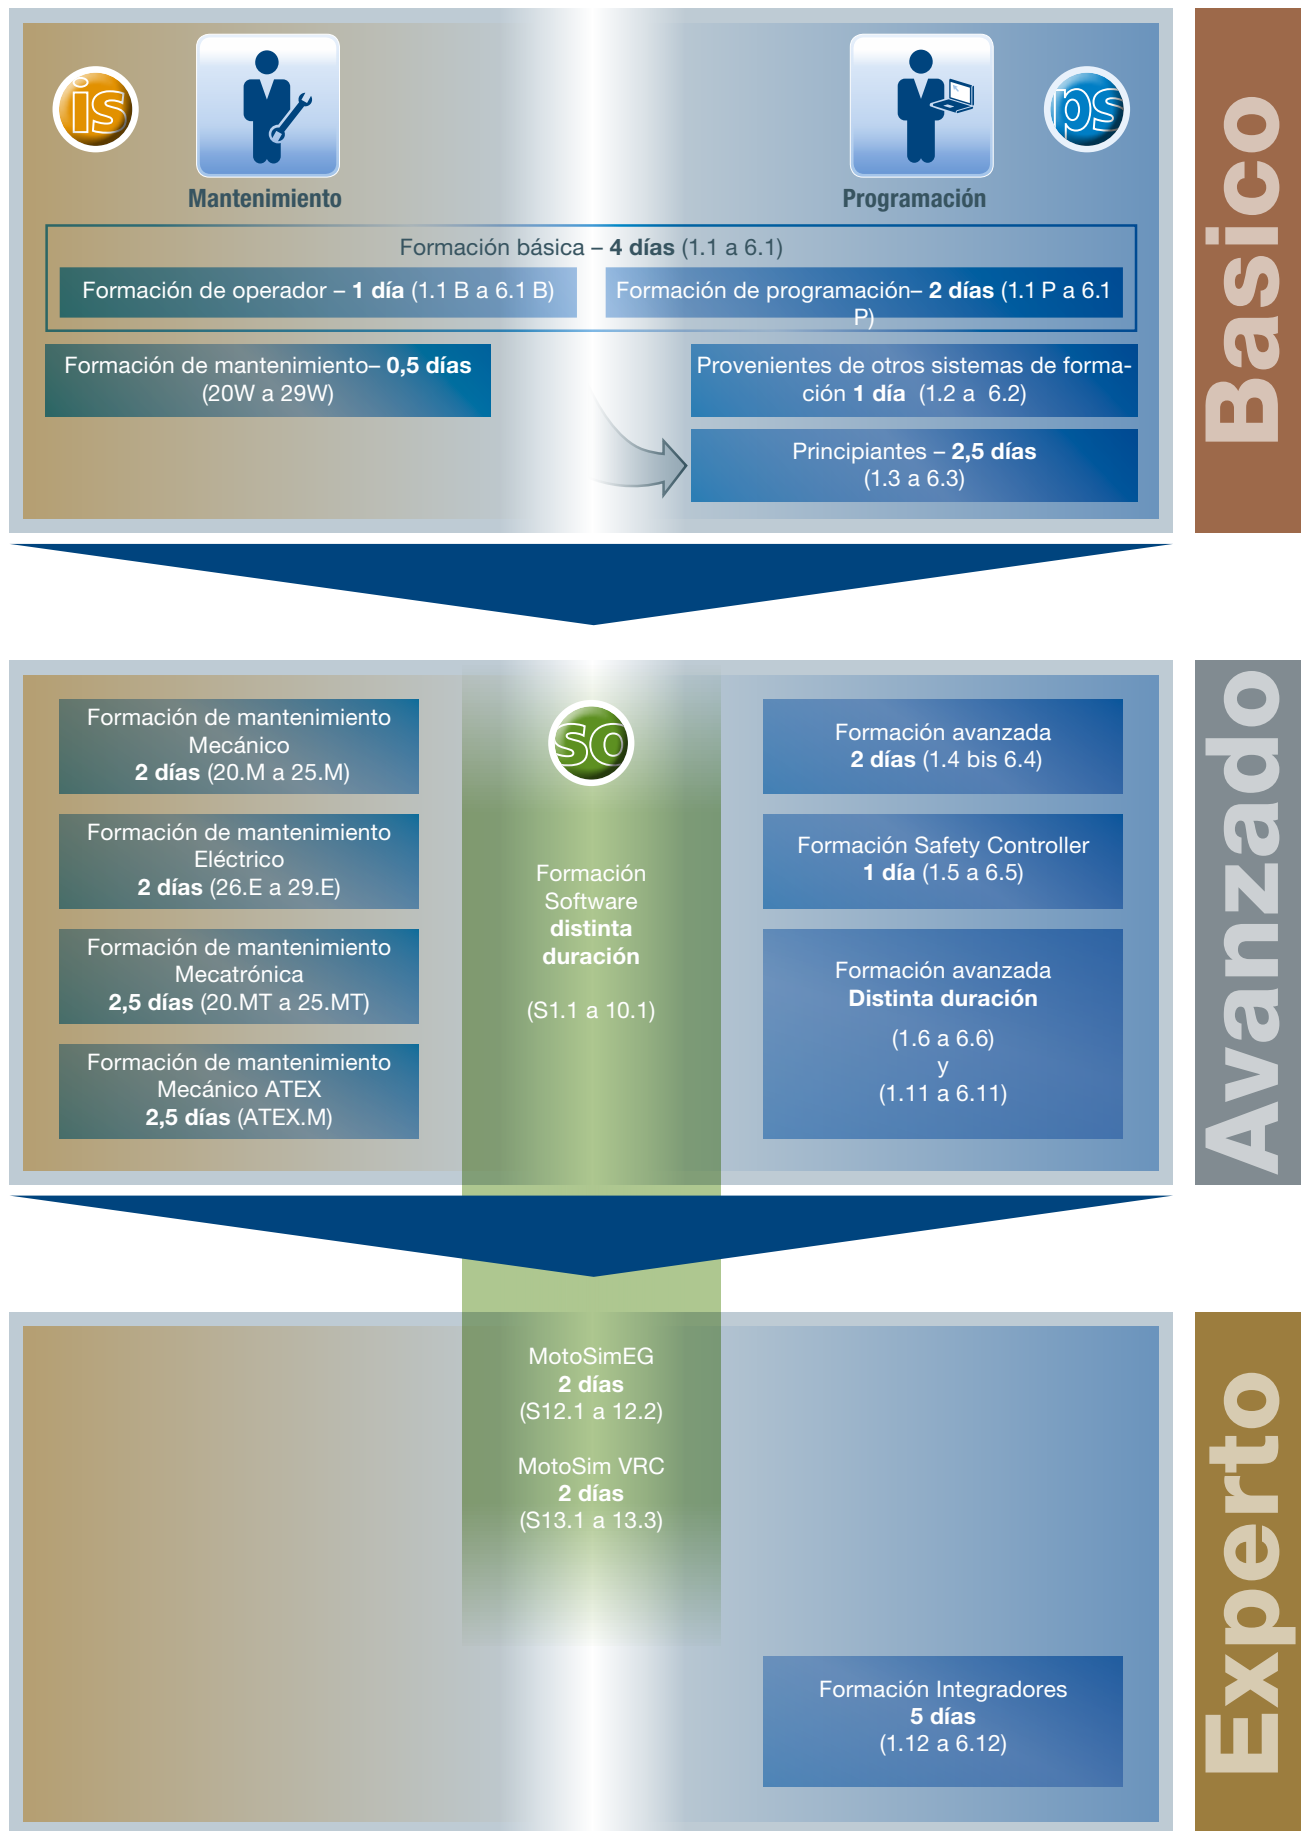 is
ps
Mantenimiento
Programación
Basico
Formación básica – 4 días (1.1 a 6.1)
Formación de operador – 1 día (1.1 B a 6.1 B)
Formación de programación– 2 días (1.1 P a 6.1
P)
Formación de mantenimiento– 0,5 días
(20W a 29W)
Provenientes de otros sistemas de forma-
ción 1 día (1.2 a 6.2)
Principiantes – 2,5 días
(1.3 a 6.3)
Avanzado
Formación de mantenimiento
Mecánico
2 días (20.M a 25.M)
Formación de mantenimiento
Eléctrico
2 días (26.E a 29.E)
Formación de mantenimiento
Mecatrónica
2,5 días (20.MT a 25.MT)
Formación de mantenimiento
Mecánico ATEX
2,5 días (ATEX.M)
so
Formación
Software
distinta
duración
(S1.1 a 10.1)
Formación avanzada
2 días (1.4 bis 6.4)
Formación Safety Controller
1 día (1.5 a 6.5)
Formación avanzada
Distinta duración
(1.6 a 6.6)
y
(1.11 a 6.11)
Experto
MotoSimEG
2 días
(S12.1 a 12.2)
MotoSim VRC
2 días
(S13.1 a 13.3)
Formación Integradores
5 días
(1.12 a 6.12)